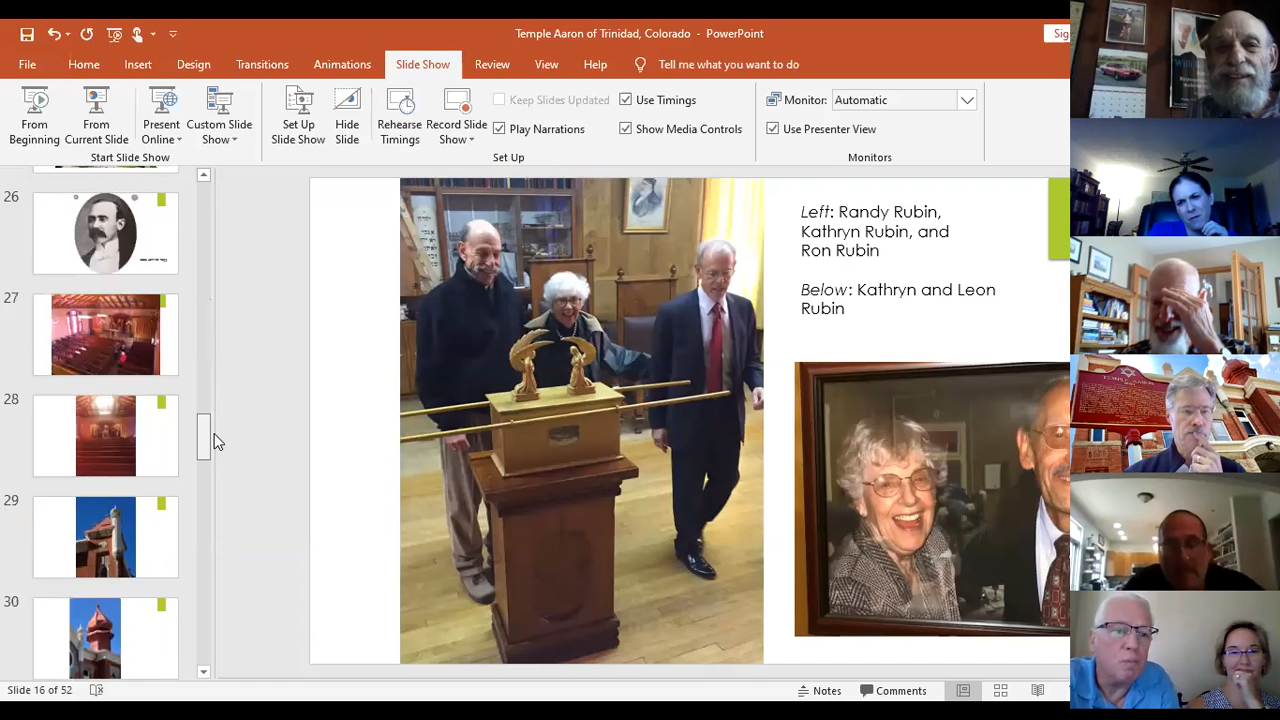 Temple Aaron of Trinidad, Colorado - PowerPoint
Sig
File Home Insert Design Transitions Animations Slide Show Review View Help Tell me what you want to do
From Beginning
From Current Slide
Present Online
Custom Slide Show
Start Slide Show
Set Up Slide Show
Hide Slide
Rehearse Timings
Record Slide Show
Keep Slides Updated
Play Narrations
Use Timings
Show Media Controls
Set Up
Monitor: Automatic
Use Presenter View
Monitors
26
27
28
29
30
Left: Randy Rubin,
Kathryn Rubin, and
Ron Rubin
Below: Kathryn and Leon
Rubin
TEMPLE AARON
Slide 16 of 52
Notes
Comments